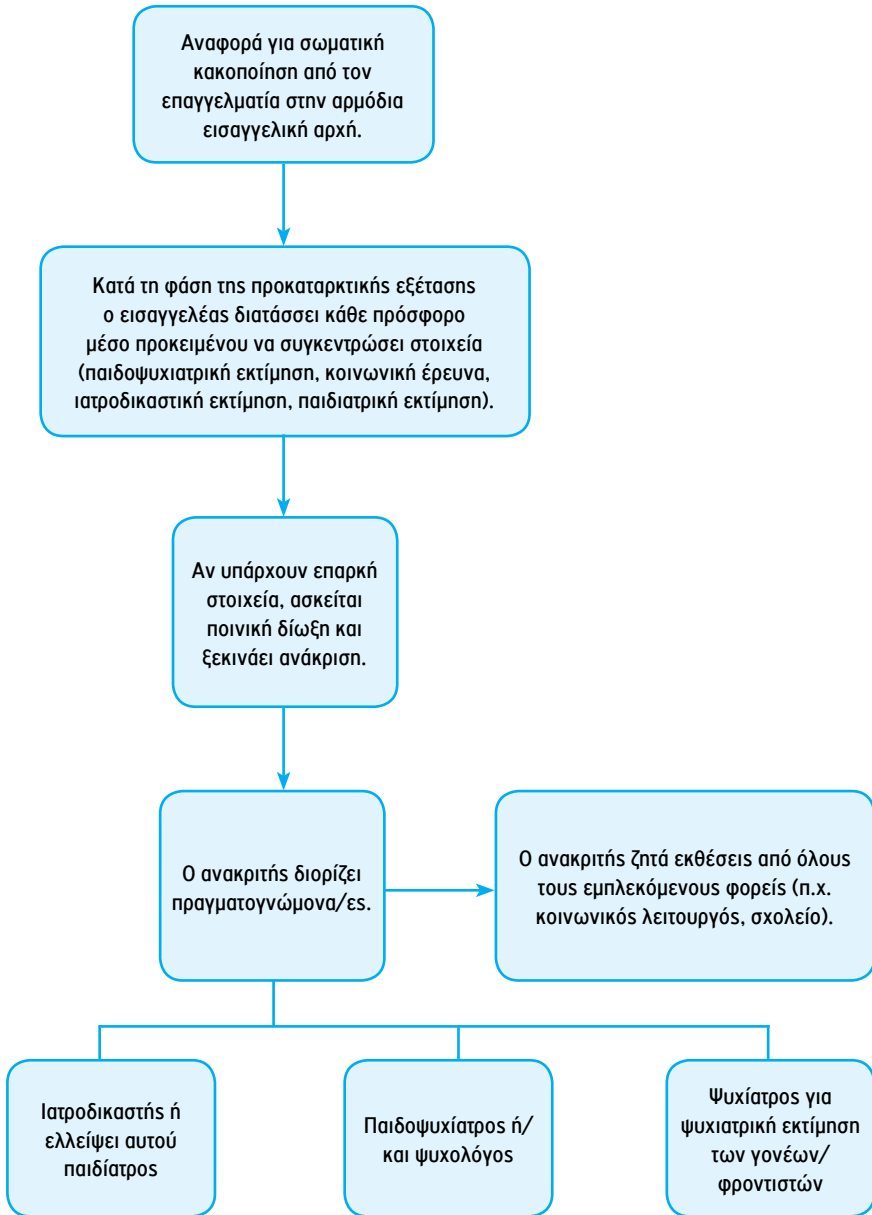 Αναφορά για σωματική
κακοποίηση από τον
επαγγελματία στην αρμόδια
εισαγγελική αρχή.
Κατά τη φάση της προκαταρκτικής εξέτασης
ο εισαγγελέας διατάσσει κάθε πρόσφορο
μέσο προκειμένου να συγκεντρώσει στοιχεία
(παιδοψυχιατρική εκτίμηση, κοινωνική έρευνα,
ιατροδικαστική εκτίμηση, παιδιατρική εκτίμηση).
Αν υπάρχουν επαρκή
στοιχεία, ασκείται
ποινική δίωξη και
ξεκινάει ανάκριση.
Ο ανακριτής διορίζει
πραγματογνώμονα/ες.
Ο ανακριτής ζητά εκθέσεις από όλους
τους εμπλεκόμενους φορείς (π.χ.
κοινωνικός λειτουργός, σχολείο).
Ιατροδικαστής ή
ελλείψει αυτού
παιδίατρος
Παιδοψυχίατρος ή/
και ψυχολόγος
Ψυχίατρος για
ψυχιατρική εκτίμηση
των γονέων/
φροντιστών